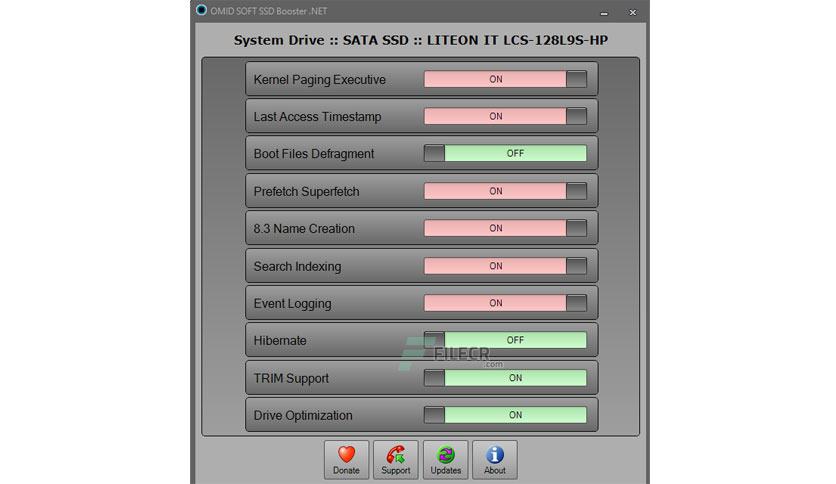 OMID SOFT SSD Booster .NET
System Drive :: SATA SSD :: LITEON IT LCS-128L9S-HP
Kernel Paging Executive ON
Last Access Timestamp ON
Boot Files Defragment OFF
Prefetch Superfetch ON
8.3 Name Creation ON
Search Indexing ON
Event Logging ON
Hibernate OFF
FILECR
.com
TRIM Support ON
Drive Optimization ON
Donate Support Updates About